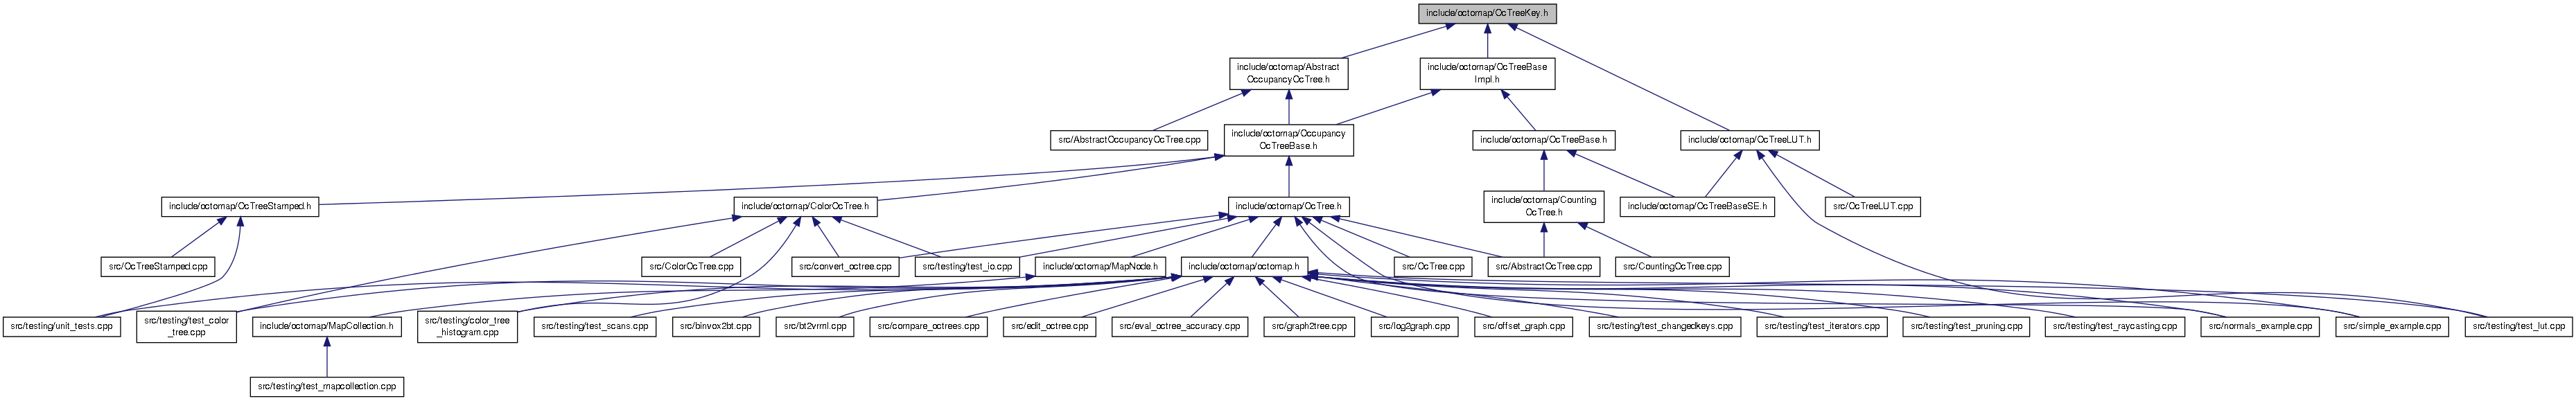 include/octomap/OcTreeKey.h
include/octomap/Abstract
OccupancyOcTree.h
include/octomap/OcTreeBase
Impl.h
src/AbstractOccupancyOcTree.cpp
include/octomap/Occupancy
OcTreeBase.h
include/octomap/OcTreeBase.h
include/octomap/OcTreeLUT.h
include/octomap/OcTreeStamped.h
include/octomap/ColorOcTree.h
include/octomap/OcTree.h
include/octomap/Counting
OcTree.h
include/octomap/OcTreeBaseSE.h
src/OcTreeLUT.cpp
src/OcTreeStamped.cpp
src/ColorOcTree.cpp
src/convert_octree.cpp
src/testing/test_io.cpp
include/octomap/MapNode.h
include/octomap/octomap.h
src/OcTree.cpp
src/AbstractOcTree.cpp
src/CountingOcTree.cpp
src/testing/unit_tests.cpp
src/testing/test_color
_tree.cpp
include/octomap/MapCollection.h
src/testing/color_tree
_histogram.cpp
src/testing/test_scans.cpp
src/binvox2bt.cpp
src/bt2vrml.cpp
src/compare_octrees.cpp
src/edit_octree.cpp
src/eval_octree_accuracy.cpp
src/graph2tree.cpp
src/log2graph.cpp
src/offset_graph.cpp
src/testing/test_changedkeys.cpp
src/testing/test_iterators.cpp
src/testing/test_pruning.cpp
src/testing/test_raycasting.cpp
src/normals_example.cpp
src/simple_example.cpp
src/testing/test_lut.cpp
src/testing/test_mapcollection.cpp